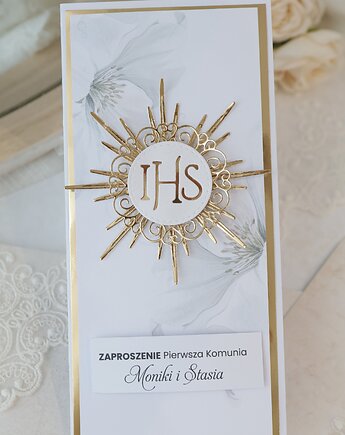 IHS
ZAPROSZENIE Pierwsza Komunia
Moniki i Stasia